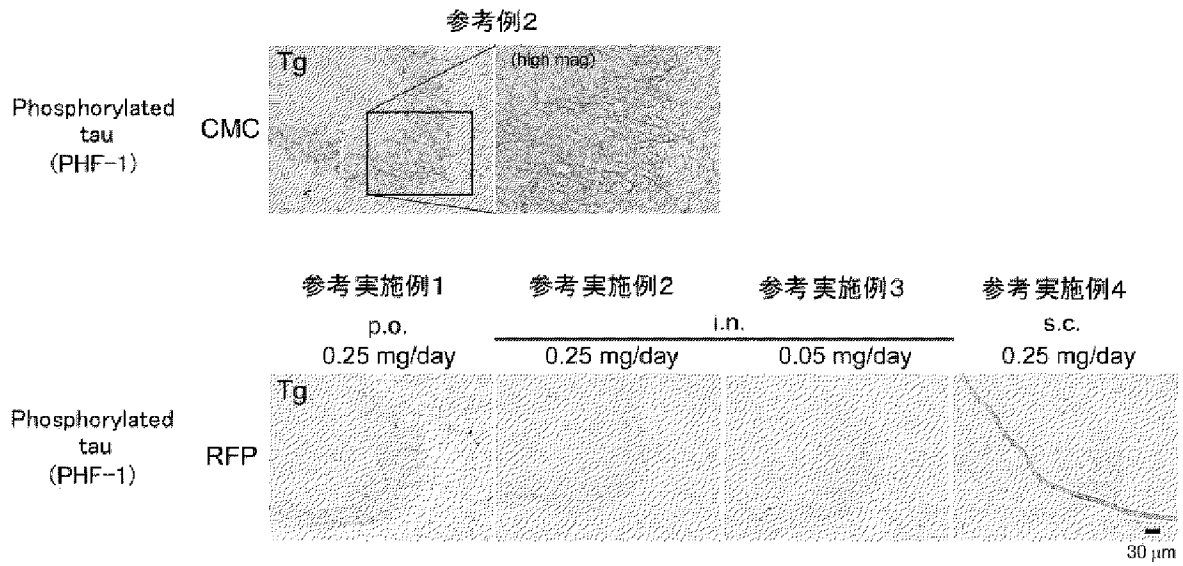 参考例2
Tg
(high mag)
Phosphorylated
tau
(PHF-1)
CMC
参考実施例1 参考実施例2 参考実施例3 参考実施例4
p.o. i.n. s.c.
0.25 mg/day 0.25 mg/day 0.05 mg/day 0.25 mg/day
Tg
Phosphorylated
tau
(PHF-1)
RFP
30 μm